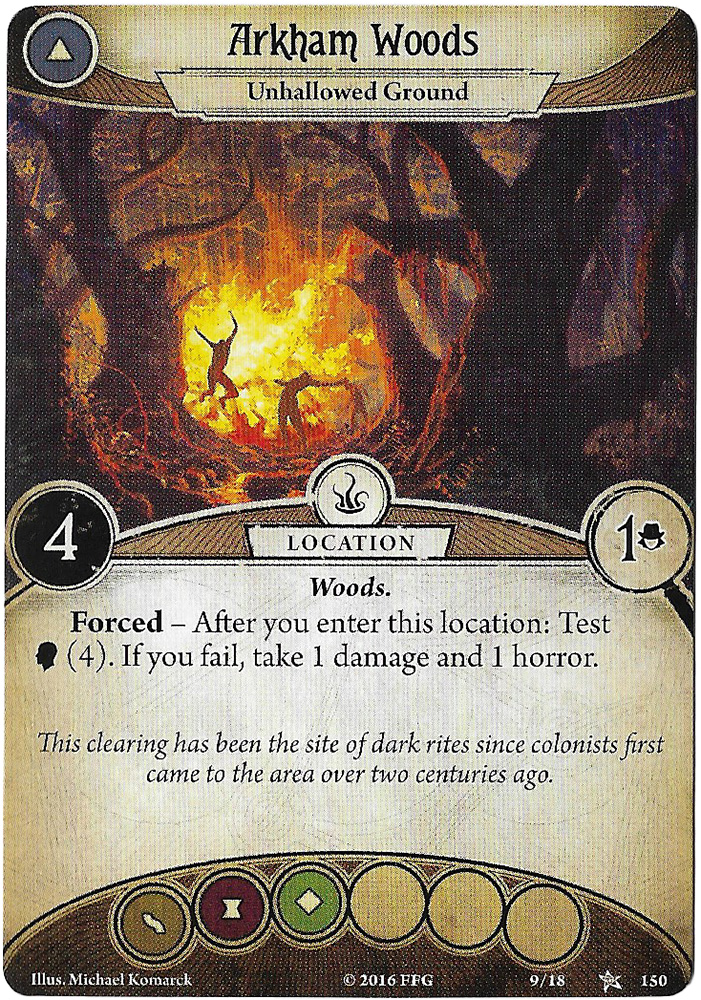 Arkham Woods
Unhallowed Ground
4
LOCATION
1
Woods.
Forced – After you enter this location: Test
(4). If you fail, take 1 damage and 1 horror.
This clearing has been the site of dark rites since colonists first
came to the area over two centuries ago.
Illus. Michael Komarck
© 2016 FFG
9/18
150